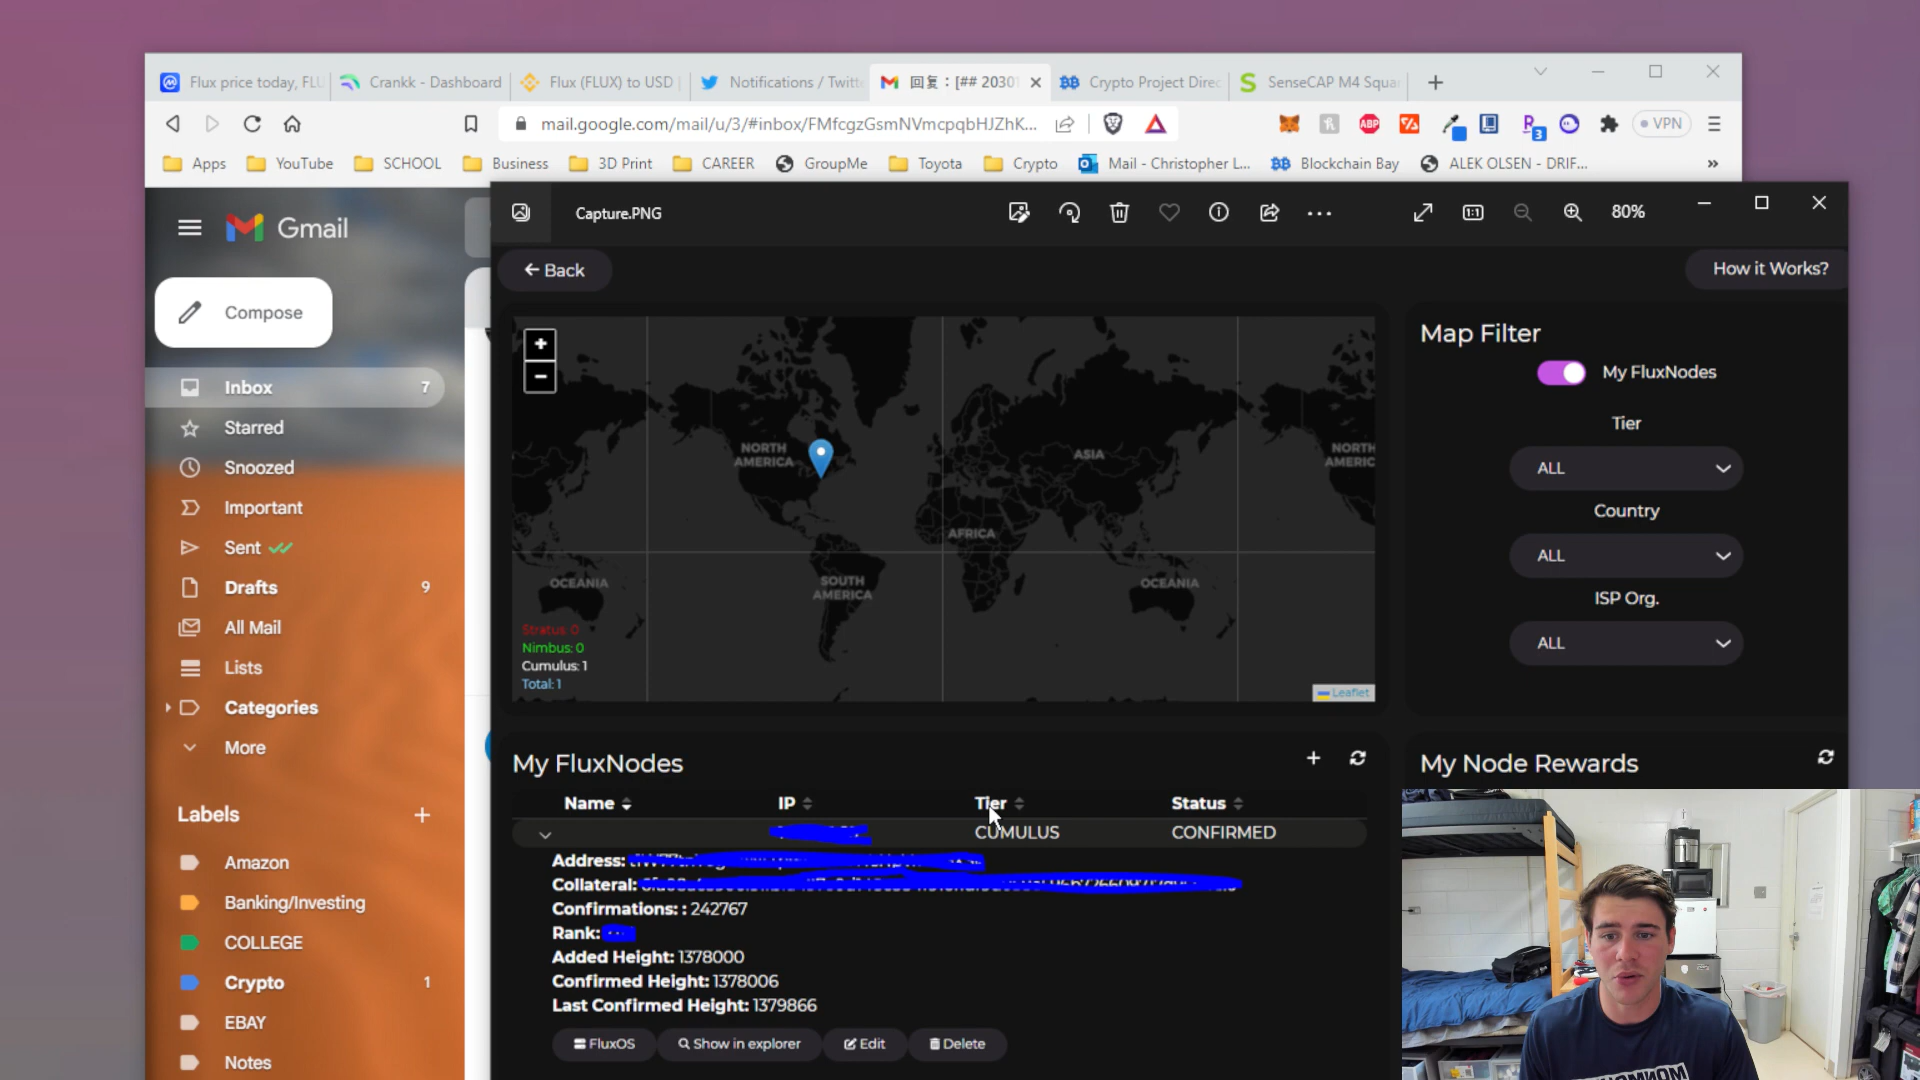 Flux price today, FLU
Crankk - Dashboard
Flux (FLUX) to USD
Notifications / Twitt
回复：[## 2030
Crypto Project Direc
SenseCAP M4 Squa
mail.google.com/mail/u/3/#inbox/FMfcgzGsmNVmcpqbHJZhK...
ABP
3
VPN
Apps
YouTube
SCHOOL
Business
3D Print
CAREER
GroupMe
Toyota
Crypto
Mail - Christopher L...
Blockchain Bay
ALEK OLSEN - DRIF...
»
Gmail
Compose
Inbox 7
Starred
Snoozed
Important
Sent
Drafts 9
All Mail
Lists
Categories
More
Labels
Amazon
Banking/Investing
COLLEGE
Crypto 1
EBAY
Notes
Capture.PNG
1:1
80%
Back
How it Works?
+
−
NORTH AMERICA
ASIA
NORTH
AMERIC
AFRICA
OCEANIA
SOUTH AMERICA
OCEANIA
Stratus: 0
Nimbus: 0
Cumulus: 1
Total: 1
Leaflet
Map Filter
My FluxNodes
Tier
ALL
Country
ALL
ISP Org.
ALL
My FluxNodes
Name IP Tier Status
CUMULUS CONFIRMED
Address:
Collateral:
Confirmations: : 242767
Rank:
Added Height: 1378000
Confirmed Height: 1378006
Last Confirmed Height: 1379866
FluxOS
Show in explorer
Edit
Delete
My Node Rewards